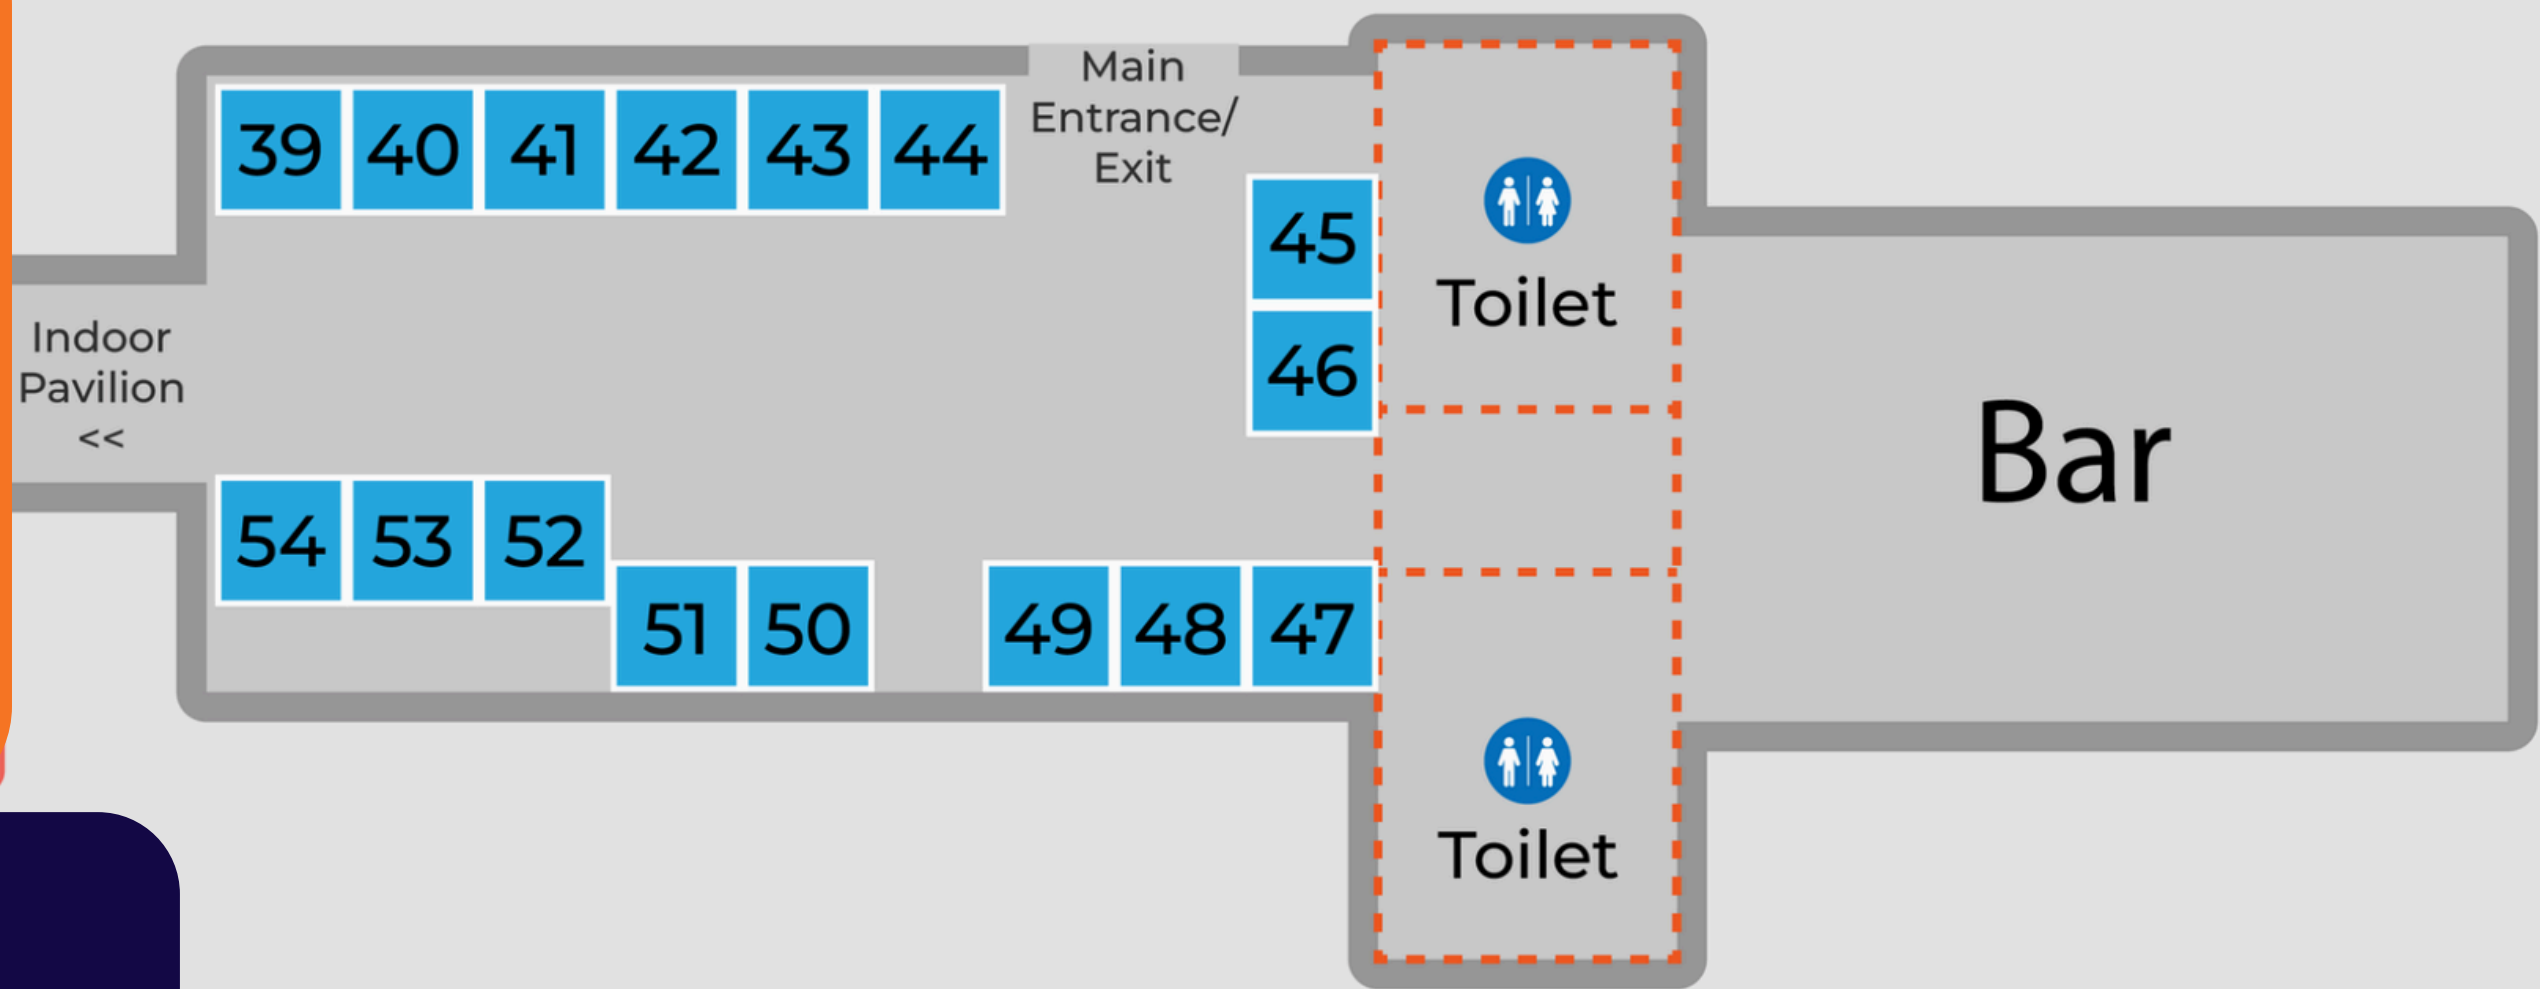 Main
Entrance/
Exit
39 40 41 42 43 44
45
Toilet
Indoor
Pavilion
<<
46
Bar
54 53 52
51 50 49 48 47
Toilet